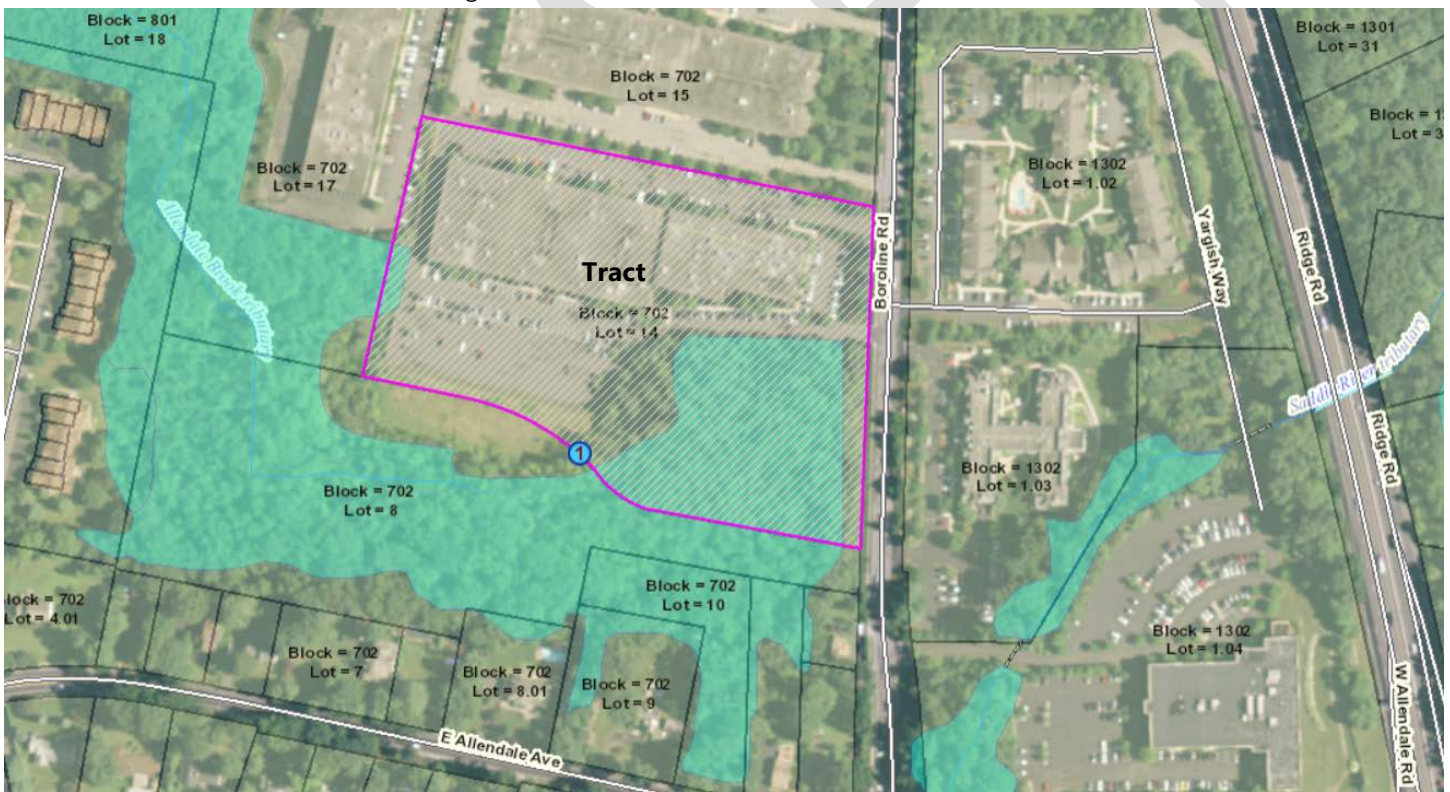 Block = 801
Lot = 18
Block = 1301
Lot = 31
Block = 702
Lot = 15
Block = 702
Lot = 17
Block = 1302
Lot = 1.02
Allendale Brook tributary
Boroline Rd
Yargish Way
Ridge Rd
Tract
Block = 702
Lot = 14
Saddle River tributary
Ridge Rd
1
Block = 1302
Lot = 1.03
Block = 702
Lot = 8
Block = 702
Lot = 10
Lot = 4.01
Block = 702
Lot = 7
Block = 702
Lot = 8.01
Block = 702
Lot = 9
Block = 1302
Lot = 1.04
E Allendale Ave
W Allendale Rd